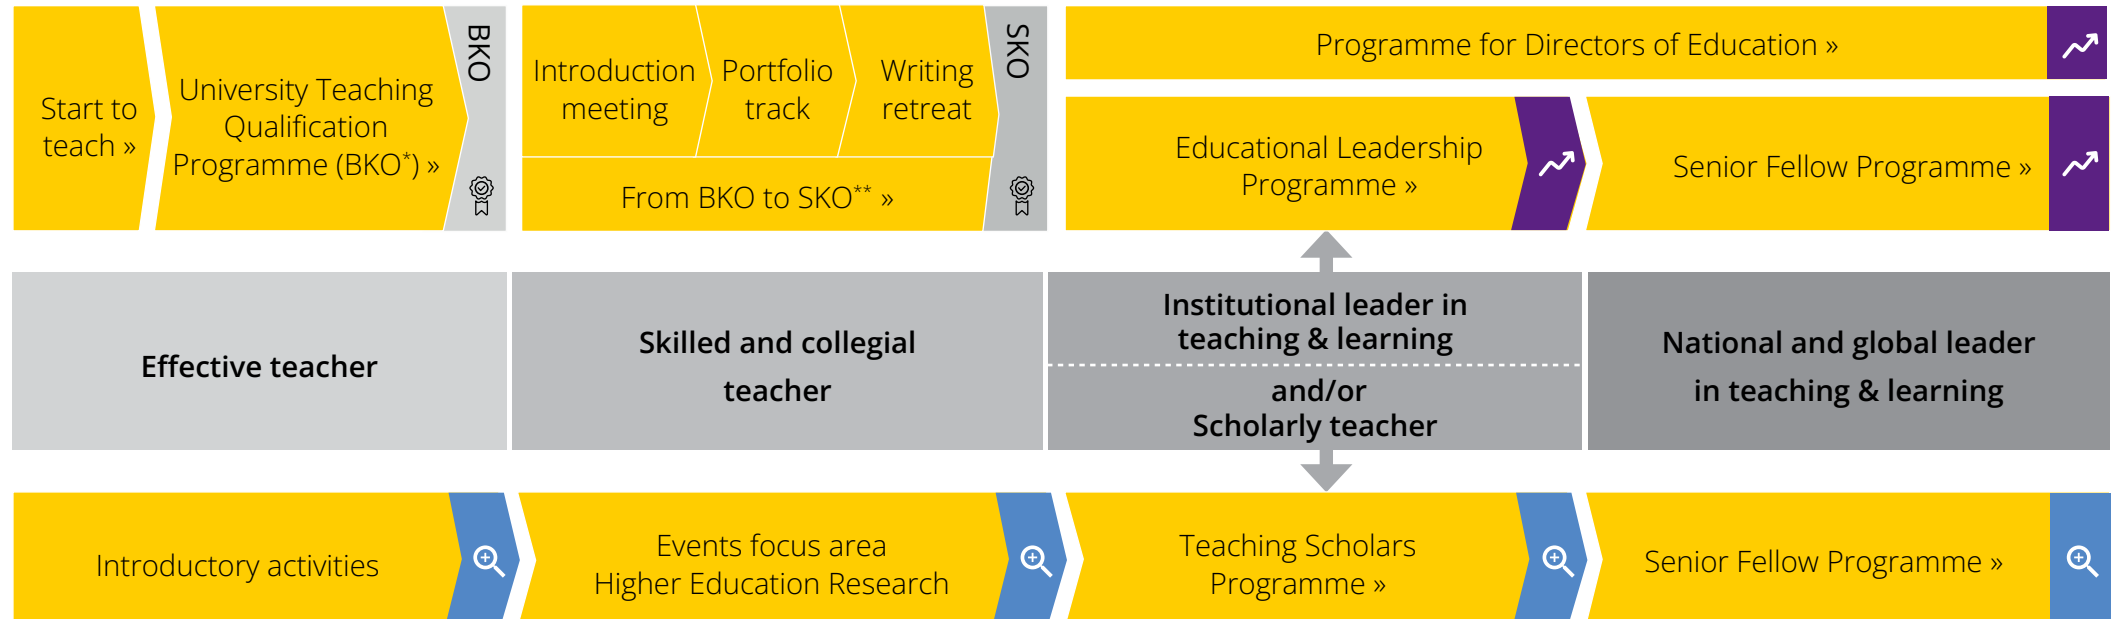 Start to
teach »
University Teaching
Qualification
Programme (BKO*) »
BKO
Introduction
meeting
Portfolio
track
Writing
retreat
From BKO to SKO** »
SKO
Programme for Directors of Education »
Educational Leadership
Programme »
Senior Fellow Programme »
Effective teacher
Skilled and collegial
teacher
Institutional leader in
teaching & learning
and/or
Scholarly teacher
National and global leader
in teaching & learning
Introductory activities
Events focus area
Higher Education Research
Teaching Scholars
Programme »
Senior Fellow Programme »